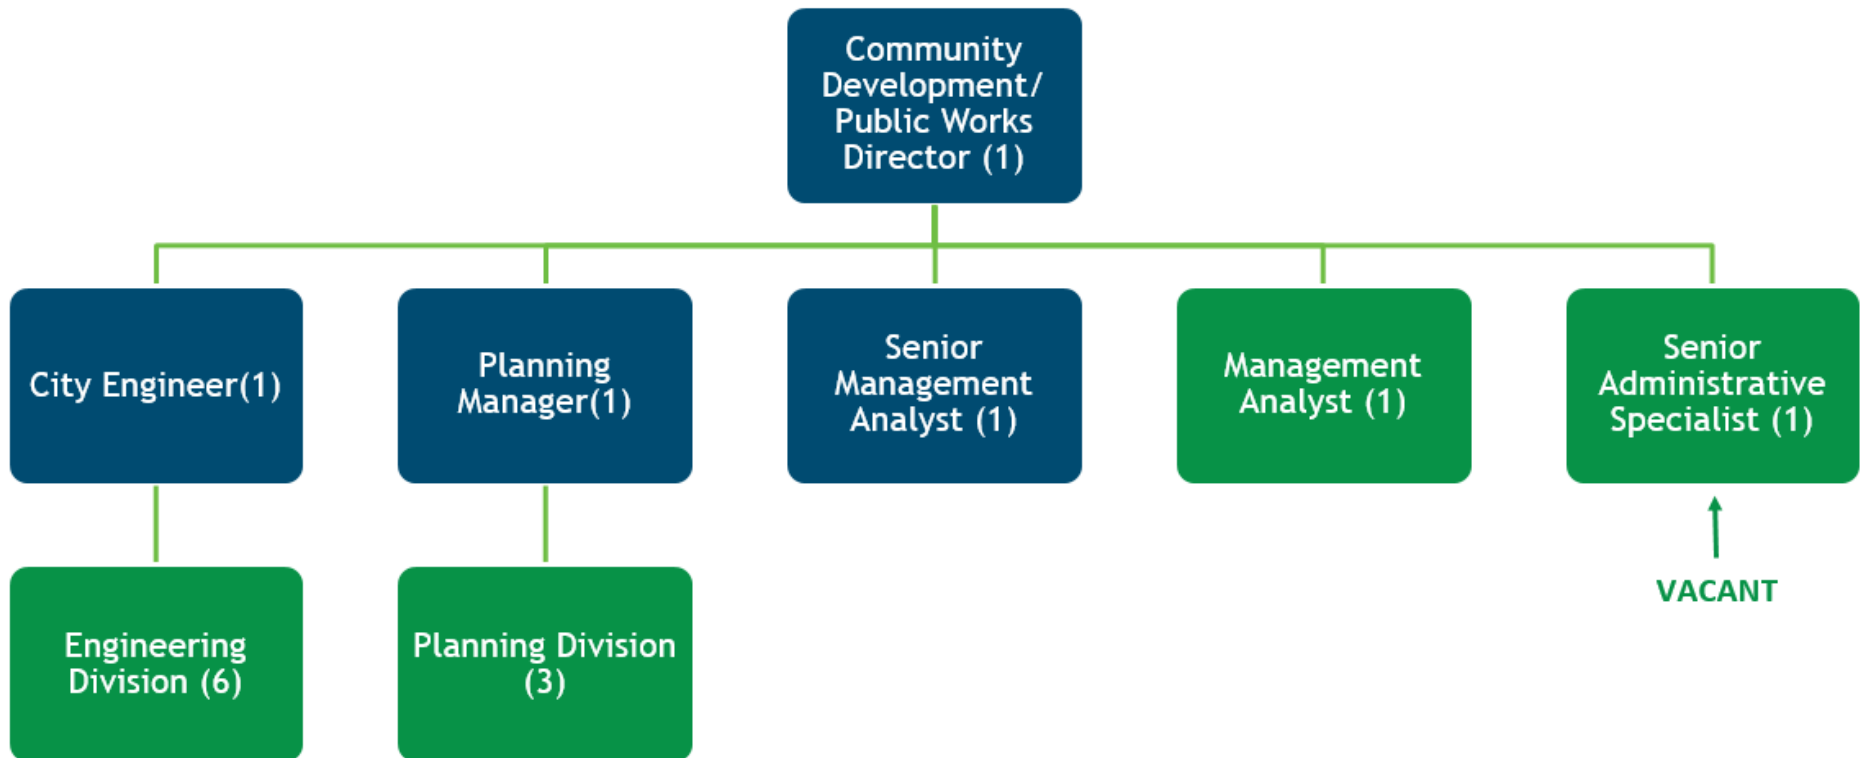 Community
Development/
Public Works
Director (1)
City Engineer(1)
Planning
Manager(1)
Senior
Management
Analyst (1)
Management
Analyst (1)
Senior
Administrative
Specialist (1)
Engineering
Division (6)
Planning Division
(3)
VACANT